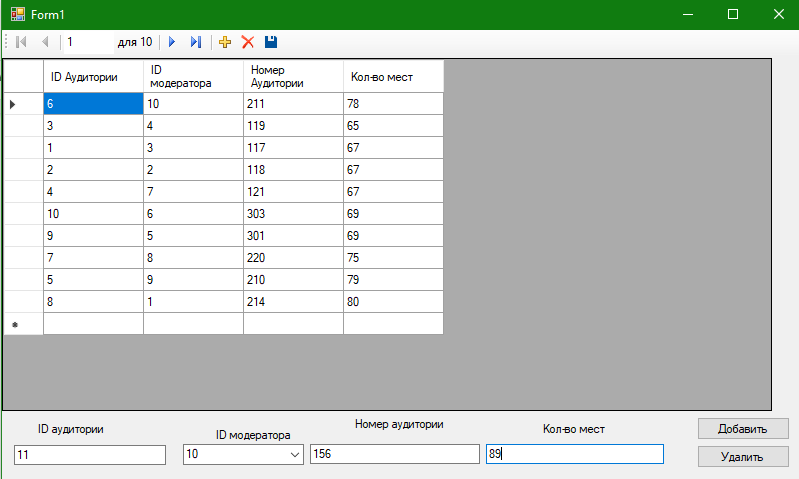 Form1
1 для 10
ID Аудитории ID модератора Номер Аудитории Кол-во мест
6 10 211 78
3 4 119 65
1 3 117 67
2 2 118 67
4 7 121 67
10 6 303 69
9 5 301 69
7 8 220 75
5 9 210 79
8 1 214 80
ID аудитории ID модератора Номер аудитории Кол-во мест Добавить
11 10 156 89 Удалить